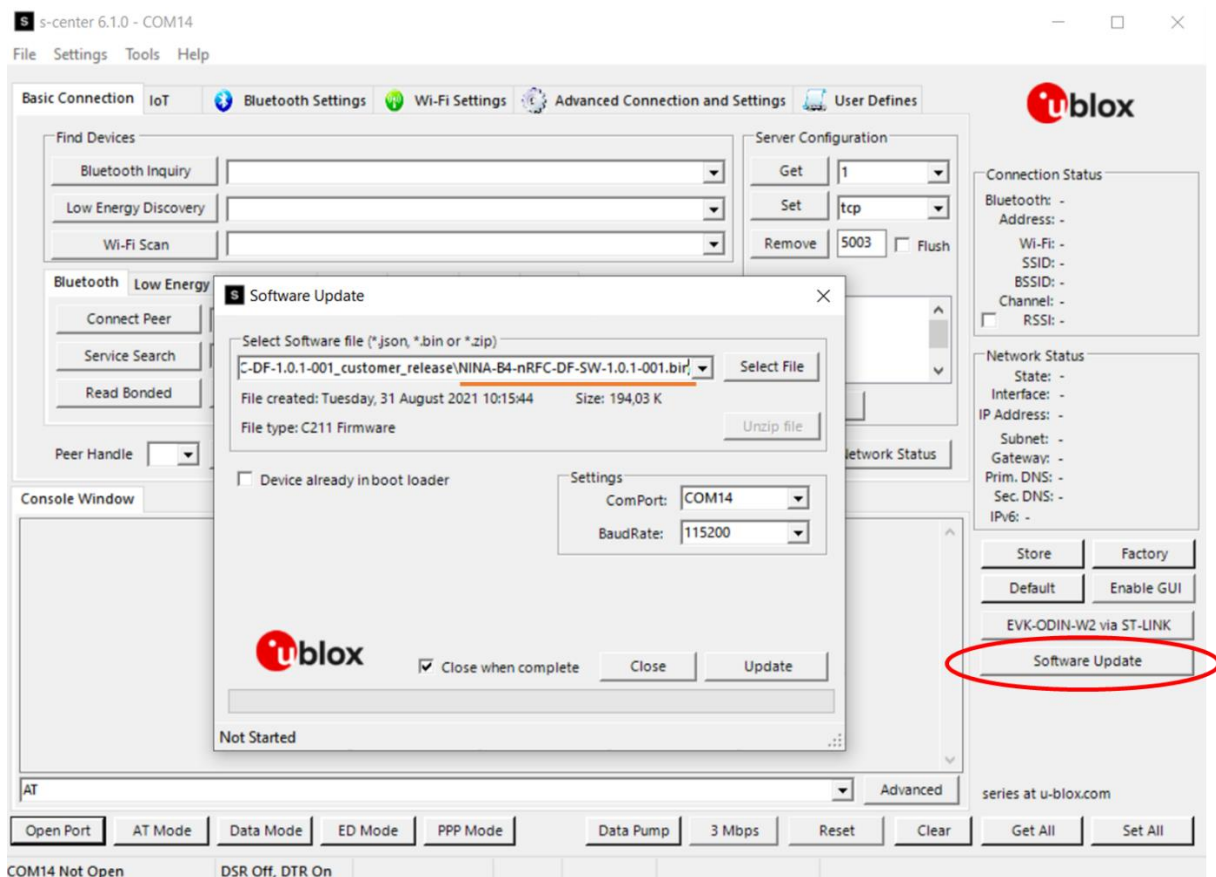 s-center 6.1.0 - COM14
File Settings Tools Help
Basic Connection IoT Bluetooth Settings Wi-Fi Settings Advanced Connection and Settings User Defines
ublox
Find Devices
Server Configuration
Bluetooth Inquiry Get 1
Connection Status
Low Energy Discovery Set tcp
Bluetooth: -
Address: -
Wi-Fi Scan Remove 5003 Flush
Wi-Fi: -
SSID: -
BSSID: -
Channel: -
RSSI: -
Bluetooth Low Energy
Connect Peer
Service Search
Read Bonded
Peer Handle
Software Update
Select Software file (*.json, *.bin or *.zip)
C-DF-1.0.1-001_customer_release\NINA-B4-nRFC-DF-SW-1.0.1-001.bin Select File
File created: Tuesday, 31 August 2021 10:15:44 Size: 194,03 K
File type: C211 Firmware Unzip file
Device already in boot loader
Settings
ComPort: COM14
BaudRate: 115200
ublox
Close when complete Close Update
Not Started
Network Status
Network Status
State: -
Interface: -
IP Address: -
Subnet: -
Gateway: -
Prim. DNS: -
Sec. DNS: -
IPv6: -
Console Window
Store Factory
Default Enable GUI
EVK-ODIN-W2 via ST-LINK
Software Update
AT Advanced
series at u-blox.com
Open Port AT Mode Data Mode ED Mode PPP Mode Data Pump 3 Mbps Reset Clear Get All Set All
COM14 Not Open DSR Off, DTR On